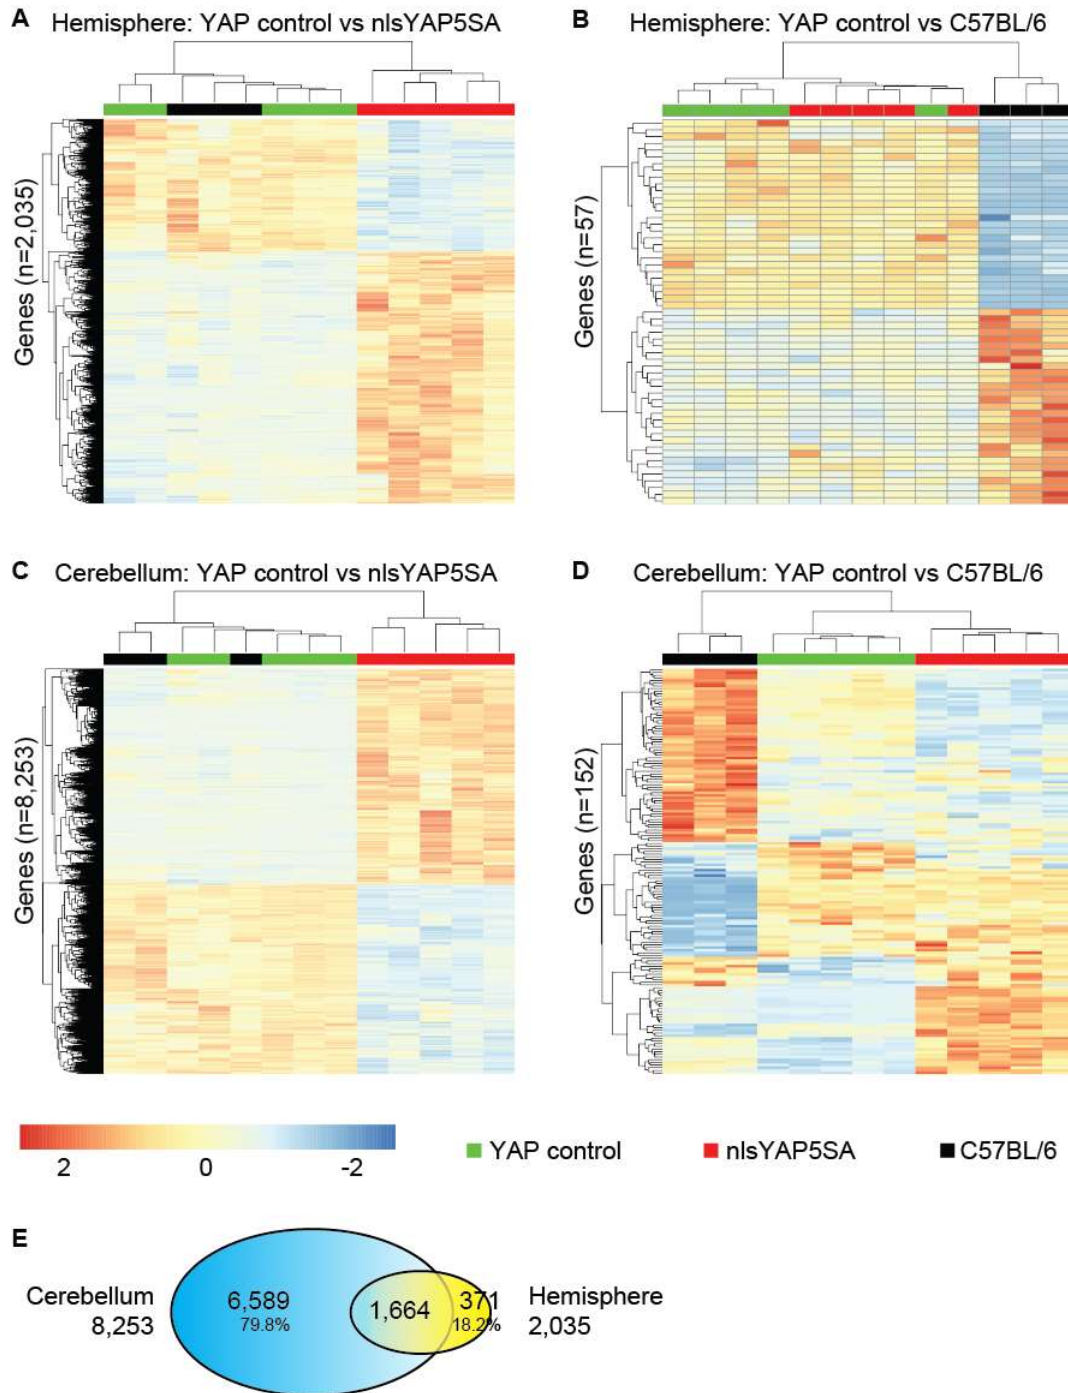 A Hemisphere: YAP control vs nlsYAP5SA
Genes (n=2,035)
B Hemisphere: YAP control vs C57BL/6
Genes (n=57)
C Cerebellum: YAP control vs nlsYAP5SA
Genes (n=8,253)
D Cerebellum: YAP control vs C57BL/6
Genes (n=152)
2 0 -2
YAP control nlsYAP5SA C57BL/6
E
Cerebellum
8,253
6,589
79.8%
1,664
371
18.2%
Hemisphere
2,035